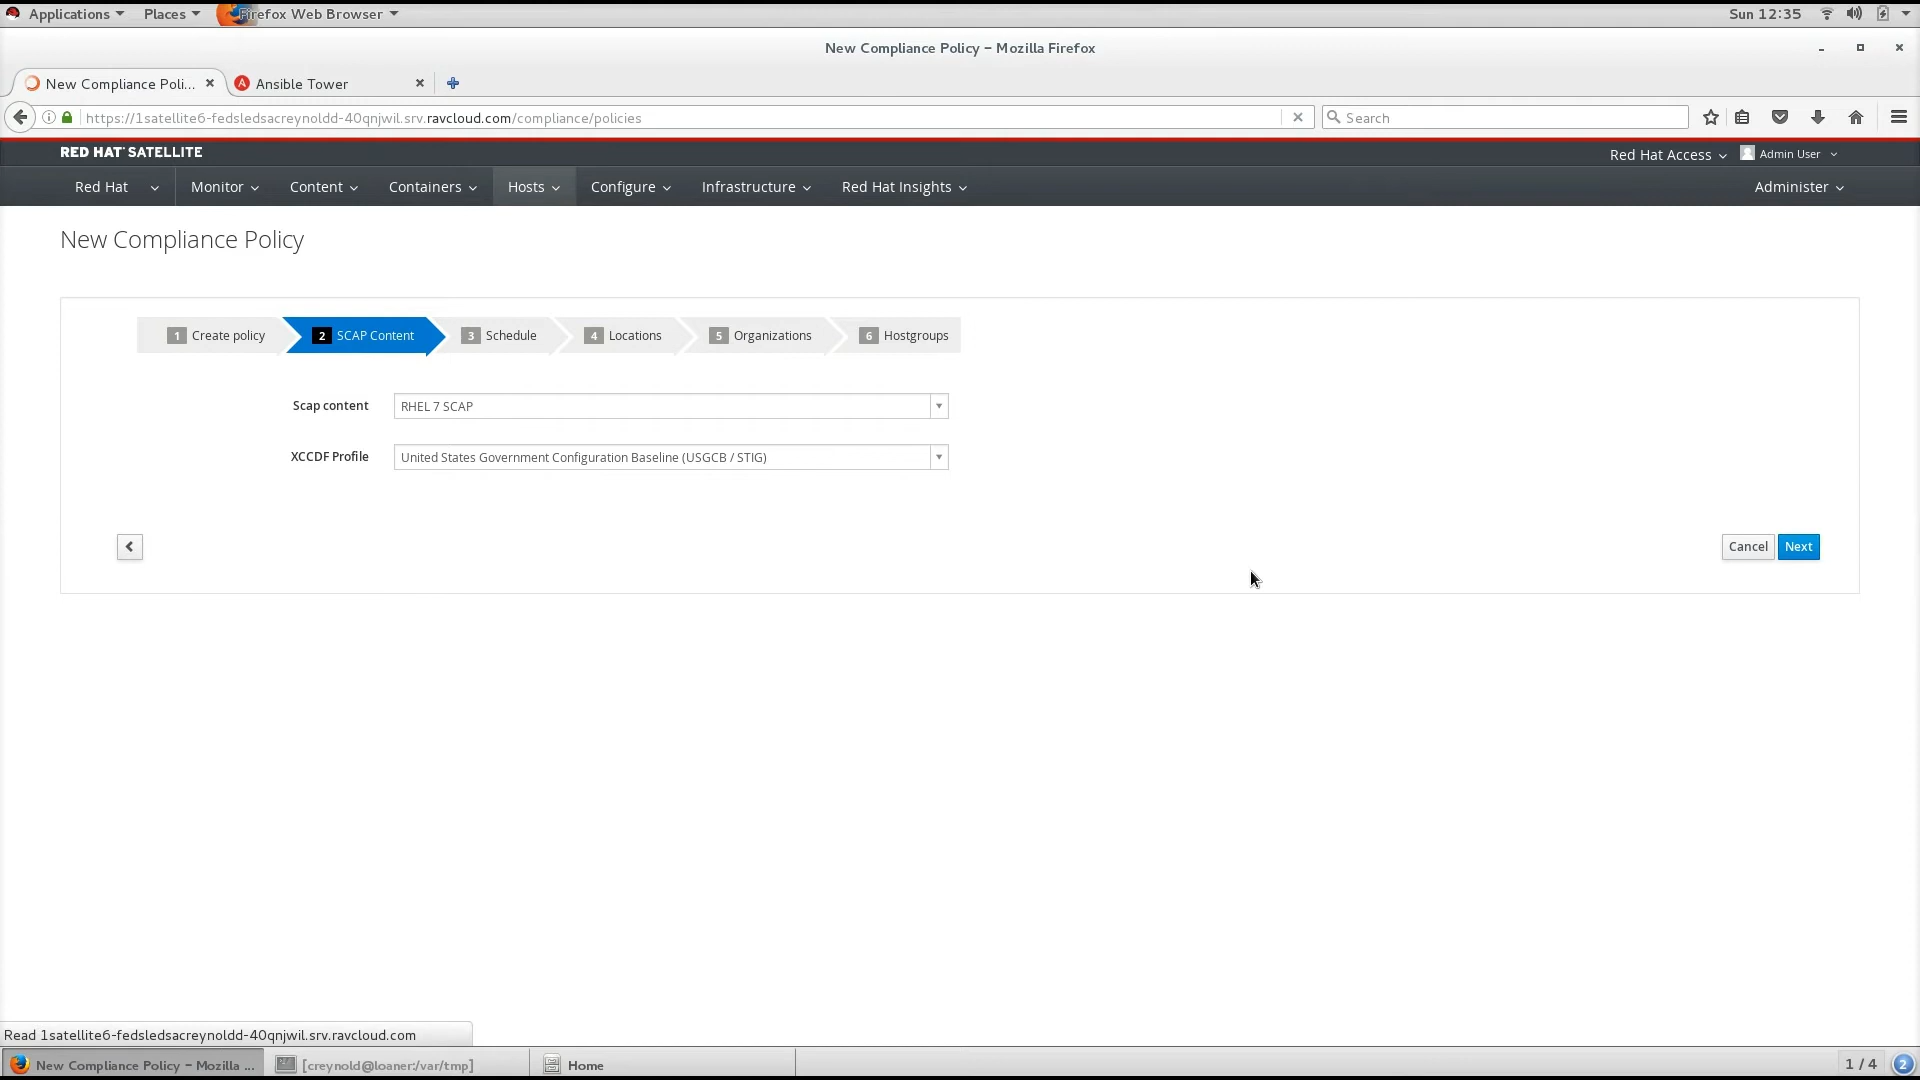 Applications Places Firefox Web Browser Sun 12:35
New Compliance Policy – Mozilla Firefox
New Compliance Poli... Ansible Tower
https://1satellite6-fedsledsacreynoldd-40qnjwil.srv.ravcloud.com/compliance/policies Search
RED HAT SATELLITE Red Hat Access Admin User
Red Hat Monitor Content Containers Hosts Configure Infrastructure Red Hat Insights Administer
New Compliance Policy
1 Create policy 2 SCAP Content 3 Schedule 4 Locations 5 Organizations 6 Hostgroups
Scap content RHEL 7 SCAP
XCCDF Profile United States Government Configuration Baseline (USGCB / STIG)
Cancel Next
Read 1satellite6-fedsledsacreynoldd-40qnjwil.srv.ravcloud.com
New Compliance Policy – Mozilla ... [creynold@loaner:/var/tmp] Home 1 / 4 2